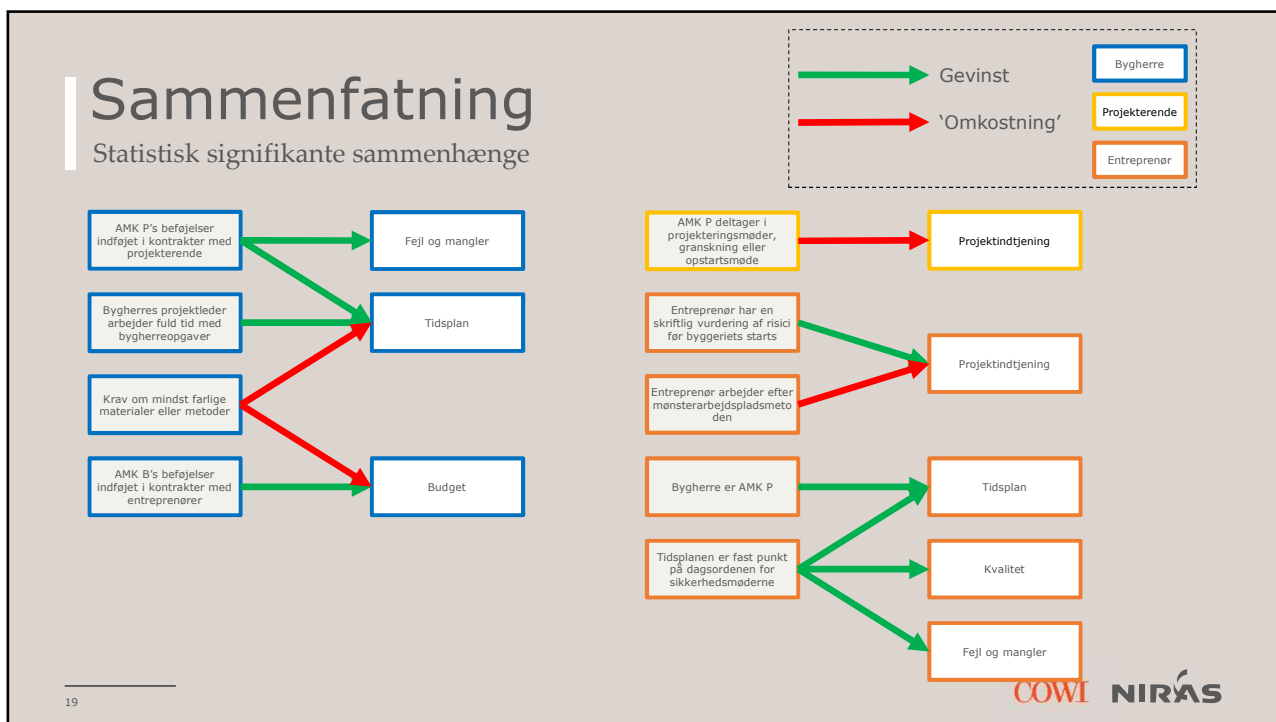 Sammenfatning
Statistisk signifikante sammenhænge
Gevinst
‘Omkostning’
Bygherre
Projekterende
Entreprenør
AMK P’s beføjelser
indføjet i kontrakter med
projekterende
Fejl og mangler
Bygherres projektleder
arbejder fuld tid med
bygherreopgaver
Tidsplan
Krav om mindst farlige
materialer eller metoder
AMK B’s beføjelser
indføjet i kontrakter med
entreprenører
Budget
AMK P deltager i
projekteringsmøder,
granskning eller
opstartsmøde
Projektindtjening
Entreprenør har en
skriftlig vurdering af risici
før byggeriets starts
Projektindtjening
Entreprenør arbejder efter
mønsterarbejdspladsmeto
den
Bygherre er AMK P
Tidsplan
Tidsplanen er fast punkt
på dagsordenen for
sikkerhedsmøderne
Kvalitet
Fejl og mangler
19
COWI NIRAS